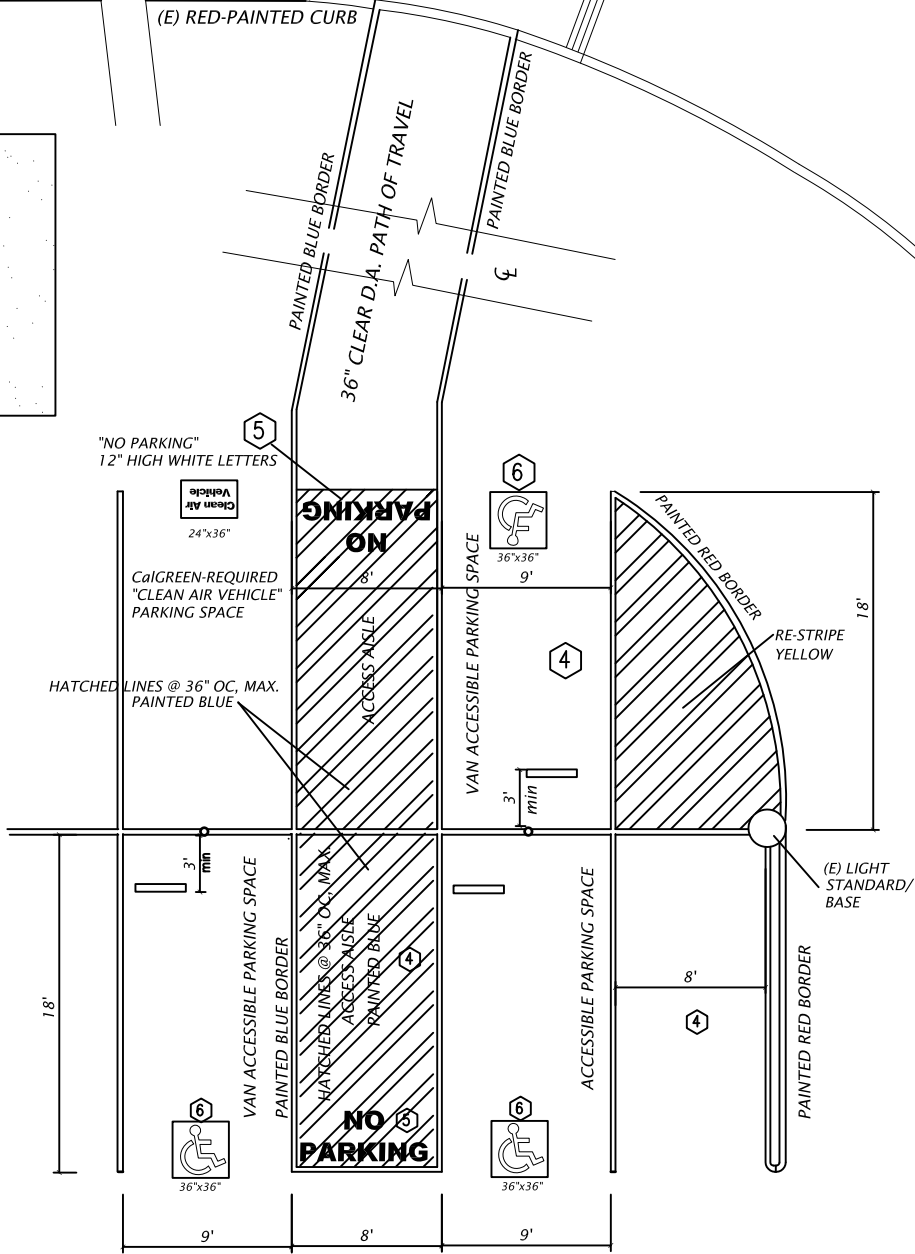 (E) RED-PAINTED CURB
PAINTED BLUE BORDER
36" CLEAR D.A. PATH OF TRAVEL
PAINTED BLUE BORDER
CL
"NO PARKING"
12" HIGH WHITE LETTERS
5
6
Clean Air
Vehicle
24"x36"
NO
PARKING
36"x36"
PAINTED RED BORDER
CalGREEN-REQUIRED
"CLEAN AIR VEHICLE"
PARKING SPACE
8'
9'
18'
ACCESS AISLE
VAN ACCESSIBLE PARKING SPACE
4
RE-STRIPE
YELLOW
HATCHED LINES @ 36" OC, MAX.
PAINTED BLUE
3'
min
3'
min
(E) LIGHT
STANDARD/
BASE
18'
VAN ACCESSIBLE PARKING SPACE
PAINTED BLUE BORDER
HATCHED LINES @ 36" OC, MAX.
ACCESS AISLE
PAINTED BLUE
4
ACCESSIBLE PARKING SPACE
8'
4
PAINTED RED BORDER
6
NO
PARKING
5
6
36"x36"
36"x36"
9'
8'
9'